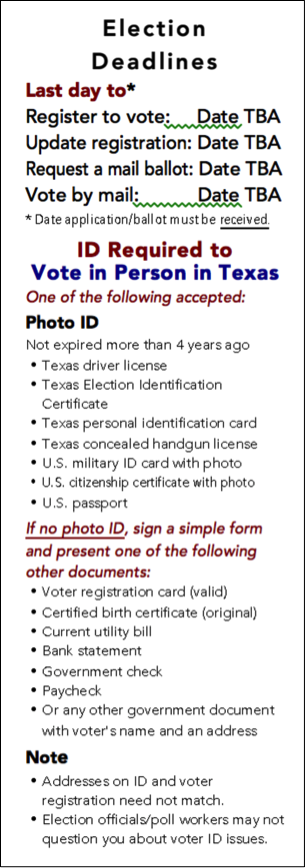 Election
Deadlines
Last day to*
Register to vote: Date TBA
Update registration: Date TBA
Request a mail ballot: Date TBA
Vote by mail: Date TBA
* Date application/ballot must be received.
ID Required to
Vote in Person in Texas
One of the following accepted:
Photo ID
Not expired more than 4 years ago
• Texas driver license
• Texas Election Identification
Certificate
• Texas personal identification card
• Texas concealed handgun license
• U.S. military ID card with photo
• U.S. citizenship certificate with photo
• U.S. passport
If no photo ID, sign a simple form
and present one of the following
other documents:
• Voter registration card (valid)
• Certified birth certificate (original)
• Current utility bill
• Bank statement
• Government check
• Paycheck
• Or any other government document
with voter's name and an address
Note
• Addresses on ID and voter
registration need not match.
• Election officials/poll workers may not
question you about voter ID issues.